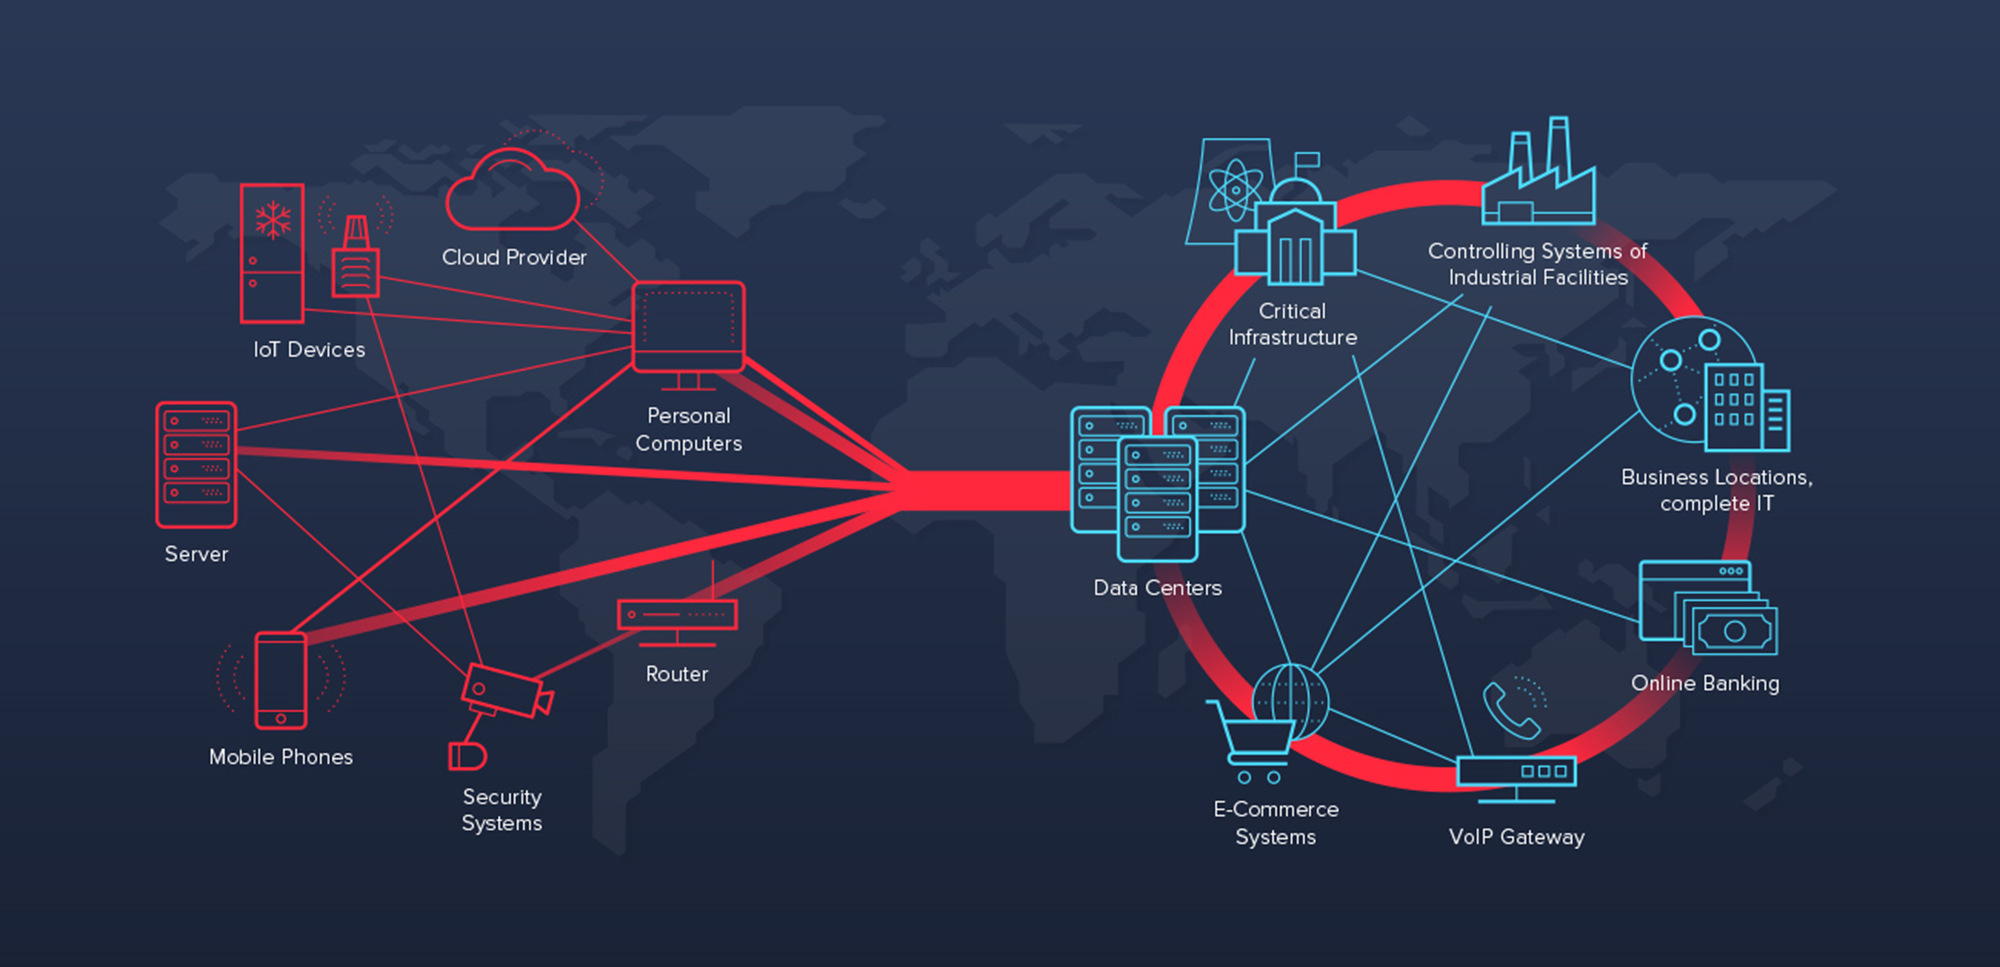 Cloud Provider
IoT Devices
Personal
Computers
Server
Router
Mobile Phones
Security
Systems
Controlling Systems of
Industrial Facilities
Critical
Infrastructure
Business Locations,
complete IT
Data Centers
Online Banking
E-Commerce
Systems
VoIP Gateway